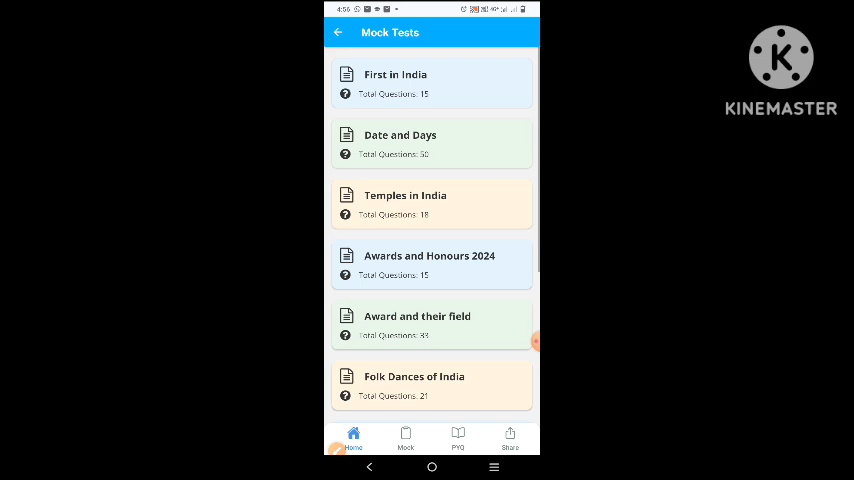 4:56
4G+
Mock Tests
First in India
Total Questions: 15
Date and Days
Total Questions: 50
Temples in India
Total Questions: 18
Awards and Honours 2024
Total Questions: 15
Award and their field
Total Questions: 33
Folk Dances of India
Total Questions: 21
Home
Mock
PYQ
Share
K
KINEMASTER